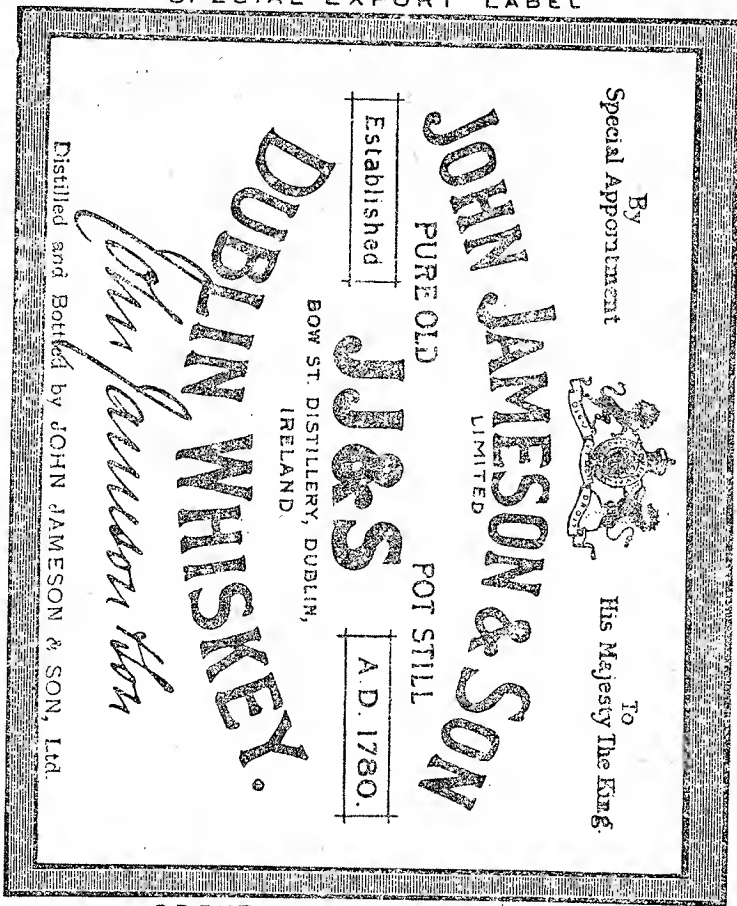 SPECIAL EXPORT LABEL
By
Special Appointment
To
His Majesty The King.
JOHN JAMESON & SON
LIMITED
PURE OLD
POT STILL
Established
JJ&S
A.D. 1780.
BOW ST. DISTILLERY, DUBLIN,
IRELAND.
DUBLIN WHISKEY.
John Jameson & Son
Distilled and Bottled by JOHN JAMESON & SON, Ltd.